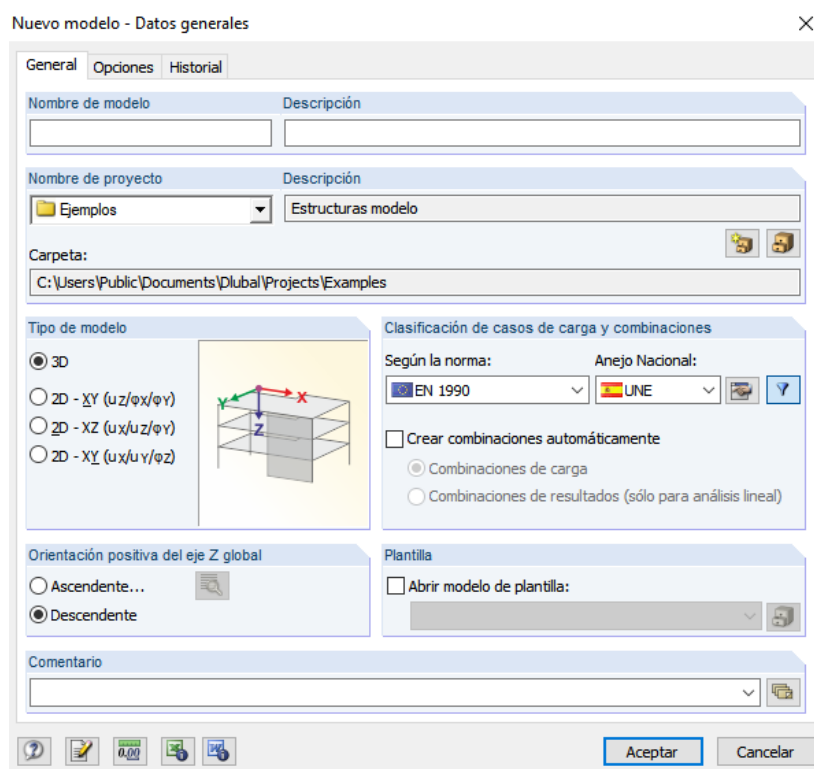 Nuevo modelo - Datos generales
General Opciones Historial
Nombre de modelo Descripción
Nombre de proyecto Descripción
Ejemplos Estructuras modelo
Carpeta:
C:\Users\Public\Documents\Dlubal\Projects\Examples
Tipo de modelo
3D
2D - XY (uz/φx/φY)
2D - XZ (ux/uz/φY)
2D - XY (ux/uY/φz)
Y X
Z
Clasificación de casos de carga y combinaciones
Según la norma: Anejo Nacional:
EN 1990 UNE
Crear combinaciones automáticamente
Combinaciones de carga
Combinaciones de resultados (sólo para análisis lineal)
Orientación positiva del eje Z global
Ascendente...
Descendente
Plantilla
Abrir modelo de plantilla:
Comentario
0.00
Aceptar Cancelar